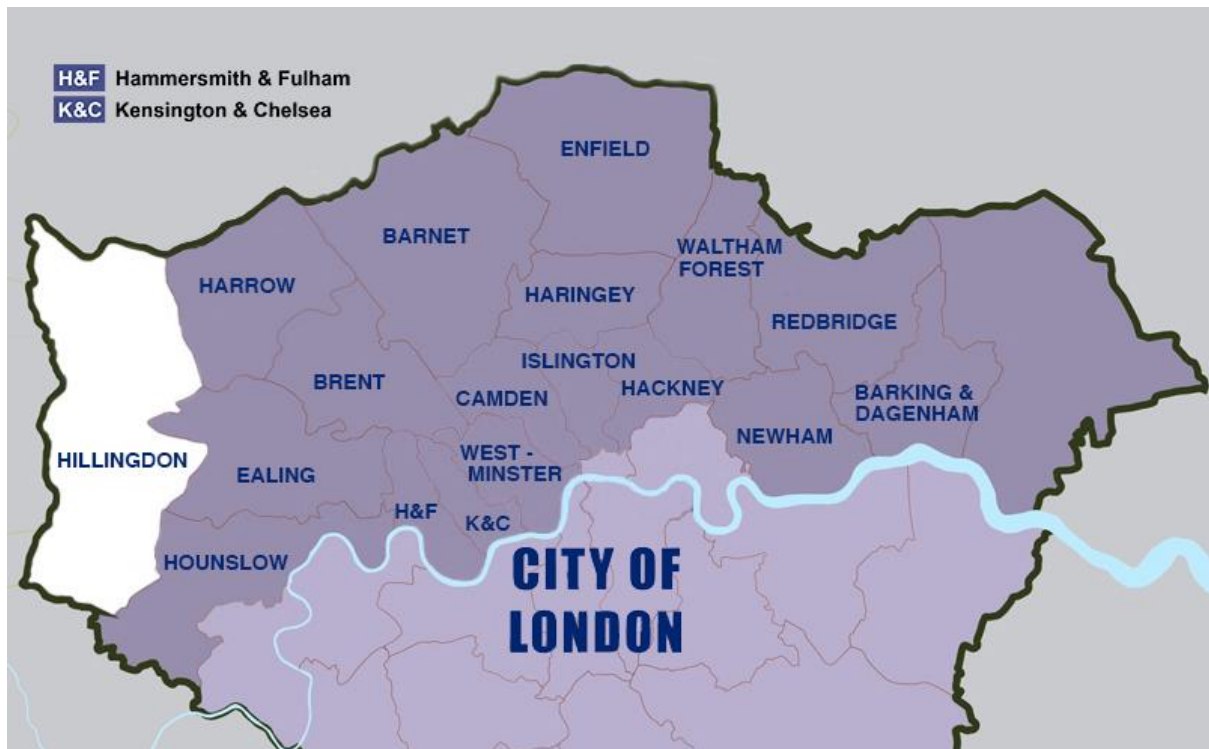 H&F Hammersmith & Fulham
K&C Kensington & Chelsea
ENFIELD
BARNET
WALTHAM
FOREST
HARROW
HARINGEY
REDBRIDGE
ISLINGTON
BRENT
HACKNEY
CAMDEN
BARKING &
DAGENHAM
NEWHAM
HILLINGDON
WEST -
MINSTER
EALING
H&F
K&C
HOUNSLOW
CITY OF
LONDON